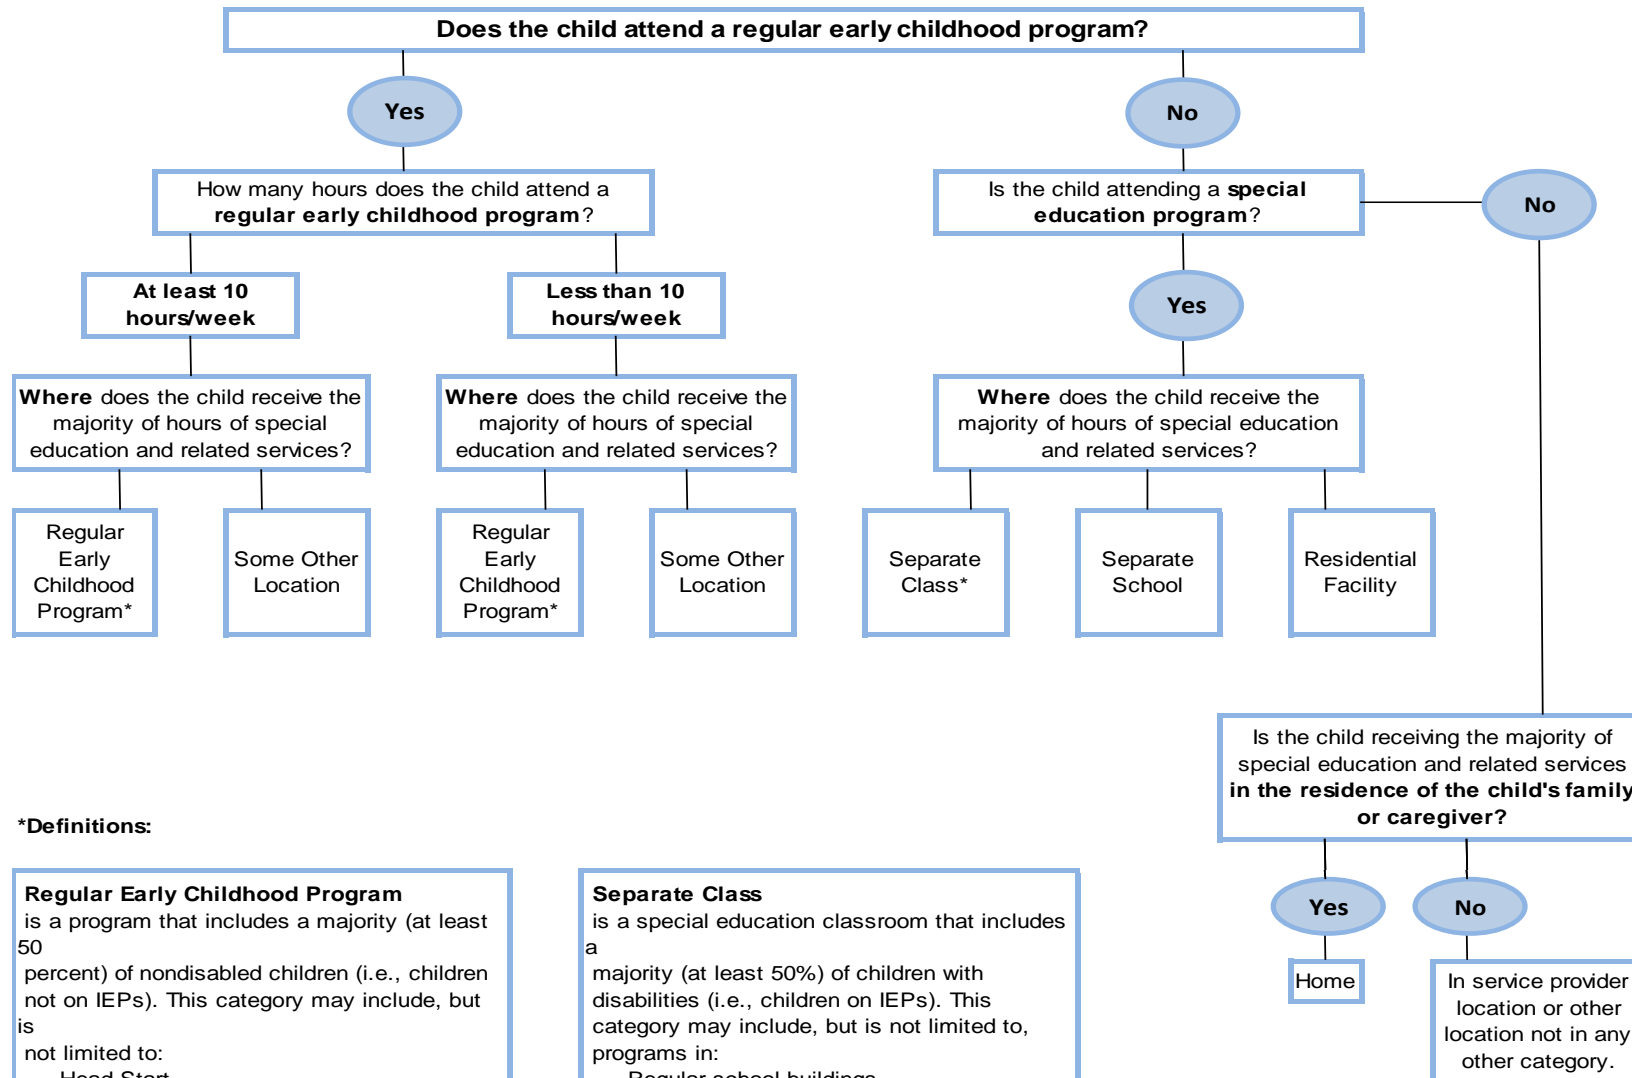 Does the child attend a regular early childhood program?
Yes
No
How many hours does the child attend a
regular early childhood program?
Is the child attending a special
education program?
No
At least 10
hours/week
Less than 10
hours/week
Yes
Where does the child receive the
majority of hours of special
education and related services?
Where does the child receive the
majority of hours of special
education and related services?
Where does the child receive the
majority of hours of special education
and related services?
Regular
Early
Childhood
Program*
Some Other
Location
Regular
Early
Childhood
Program*
Some Other
Location
Separate
Class*
Separate
School
Residential
Facility
Is the child receiving the majority of
special education and related services
in the residence of the child's family
or caregiver?
Yes
No
Home
In service provider
location or other
location not in any
other category.
*Definitions:
Regular Early Childhood Program
is a program that includes a majority (at least
50
percent) of nondisabled children (i.e., children
not on IEPs). This category may include, but
is
not limited to:
Head Start
Separate Class
is a special education classroom that includes
a
majority (at least 50%) of children with
disabilities (i.e., children on IEPs). This
category may include, but is not limited to,
programs in:
Regular school buildings